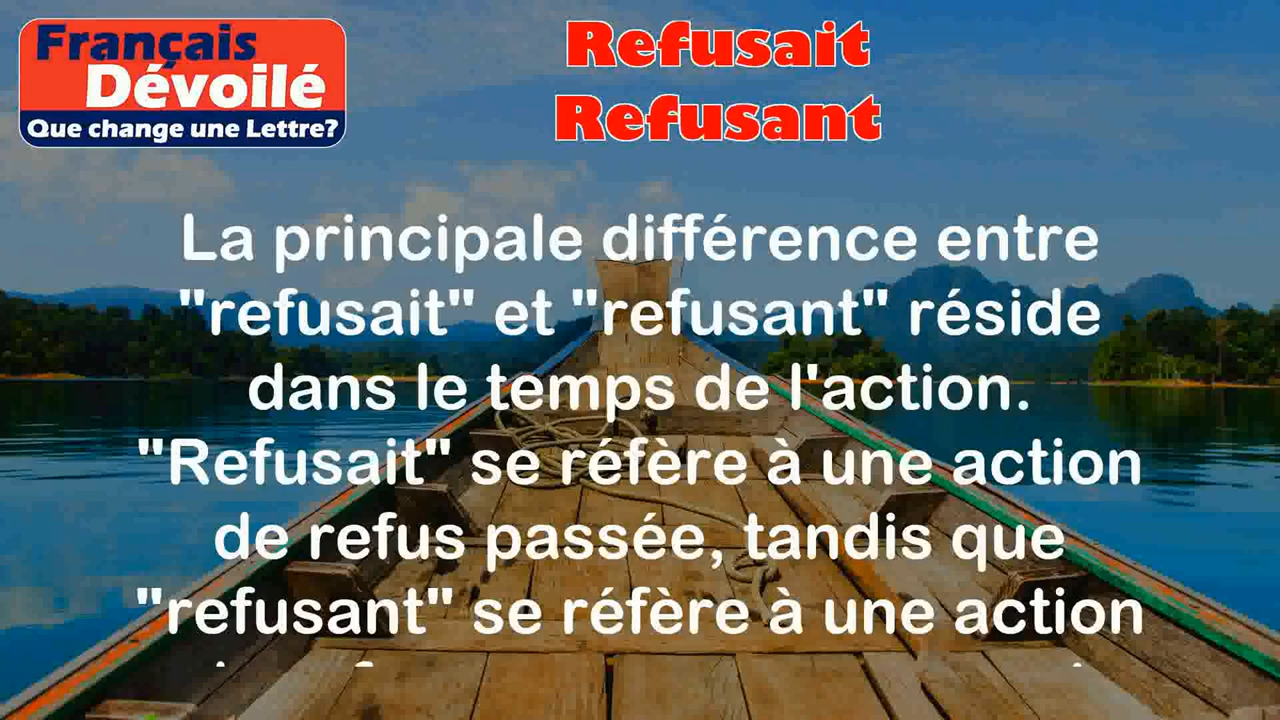 Français
Dévoilé
Que change une Lettre?
Refusait
Refusant
La principale différence entre
"refusait" et "refusant" réside
dans le temps de l'action.
"Refusait" se réfère à une action
de refus passée, tandis que
"refusant" se réfère à une action